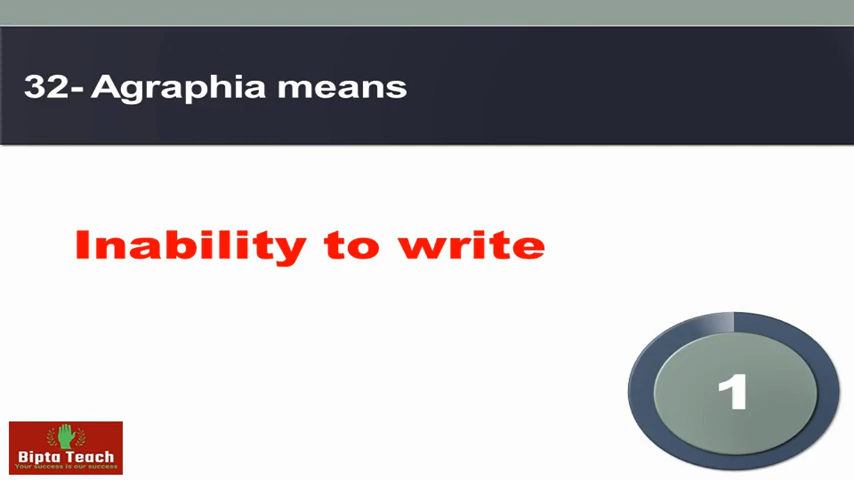 32- Agraphia means
Inability to write
1
Bipta Teach
Your success is our success